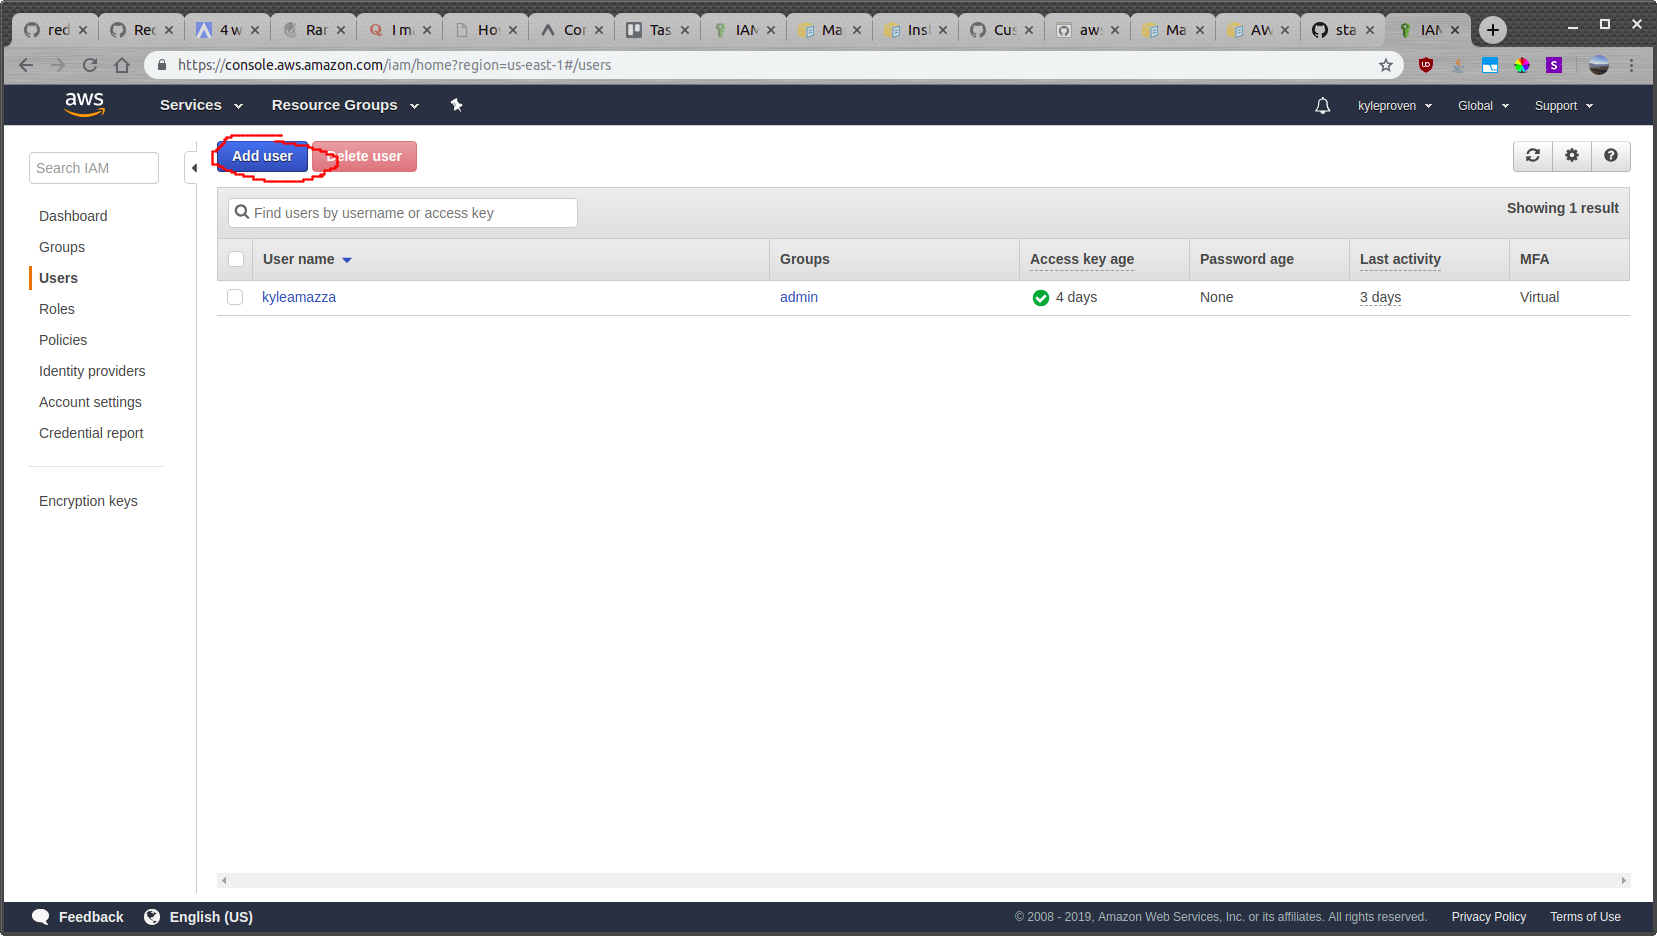 red
Rec
4 w
Rar
I m
Hov
Cor
Tas
IAM
Ma
Inst
Cus
aws
Ma
AW
sta
IAM
https://console.aws.amazon.com/iam/home?region=us-east-1#/users
aws Services Resource Groups kyleproven Global Support
Search IAM
Dashboard
Groups
Users
Roles
Policies
Identity providers
Account settings
Credential report
Encryption keys
Add user Delete user
Find users by username or access key
Showing 1 result
User name Groups Access key age Password age Last activity MFA
kyleamazza admin 4 days None 3 days Virtual
Feedback English (US) © 2008 - 2019, Amazon Web Services, Inc. or its affiliates. All rights reserved. Privacy Policy Terms of Use